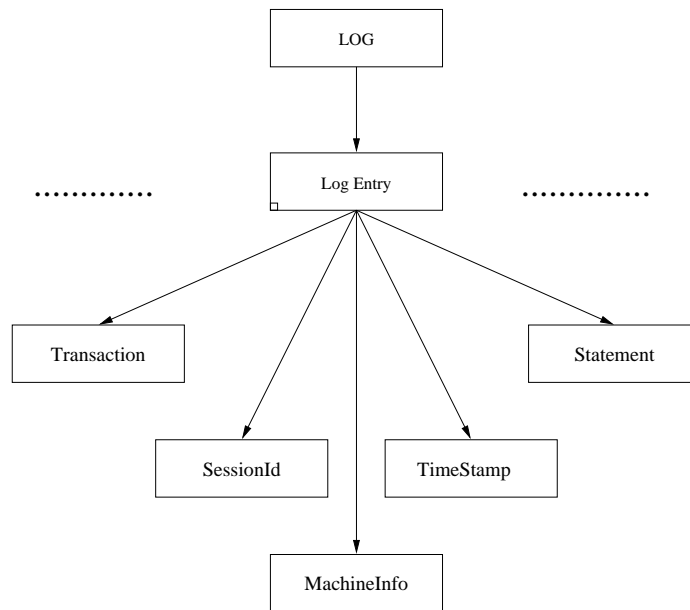 LOG
Log Entry
Transaction
Statement
SessionId
TimeStamp
MachineInfo